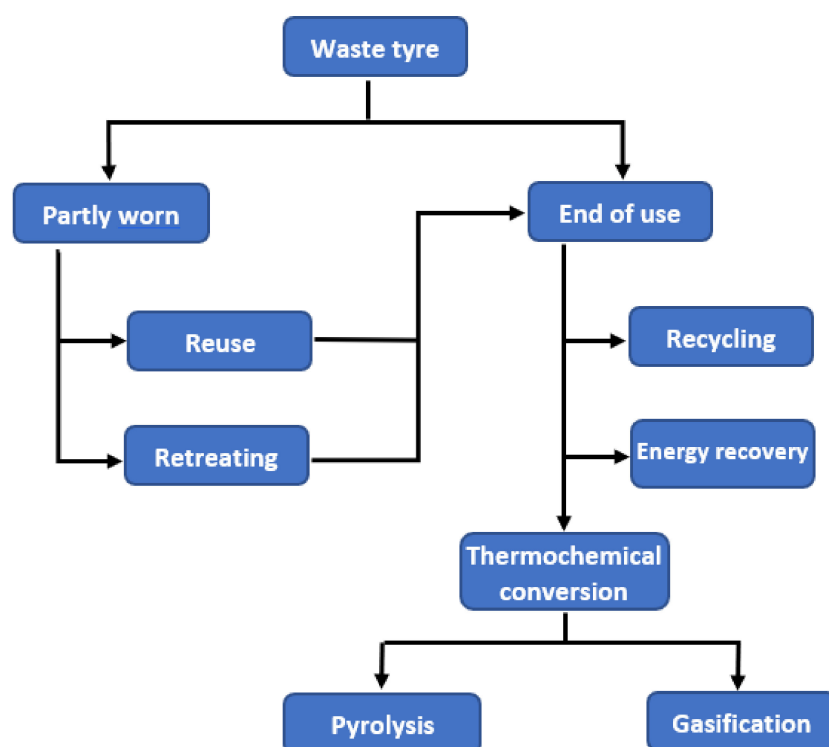 Waste tyre
Partly worn
End of use
Reuse
Recycling
Retreating
Energy recovery
Thermochemical
conversion
Pyrolysis
Gasification